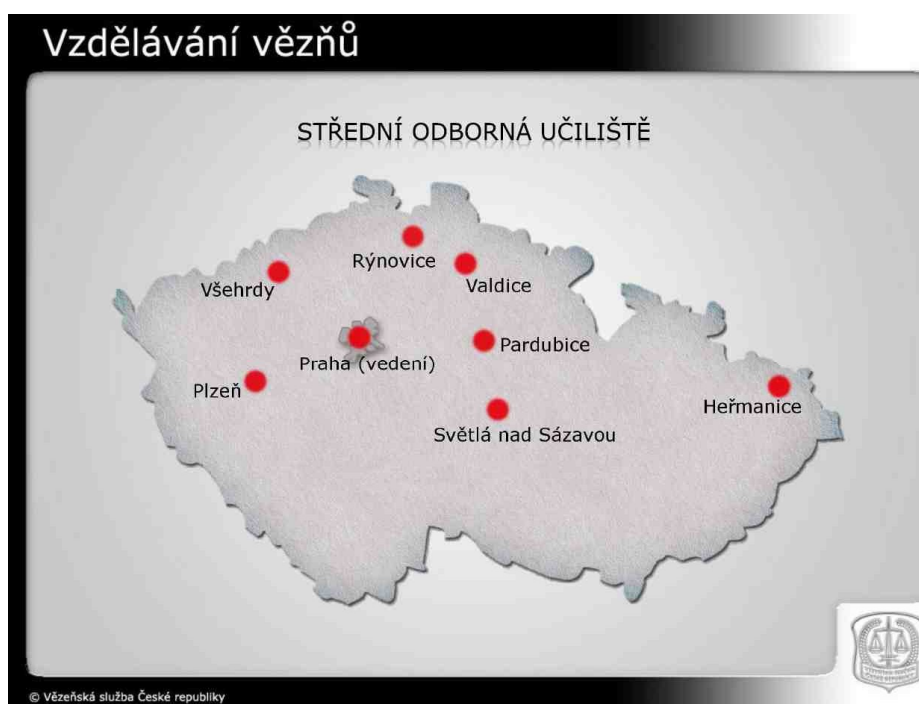 Vzdělávání vězňů
STŘEDNÍ ODBORNÁ UČILIŠTĚ
Rýnovice
Všehrdy
Valdice
Praha (vedení)
Pardubice
Plzeň
Heřmanice
Světlá nad Sázavou
© Vězeňská služba České republiky